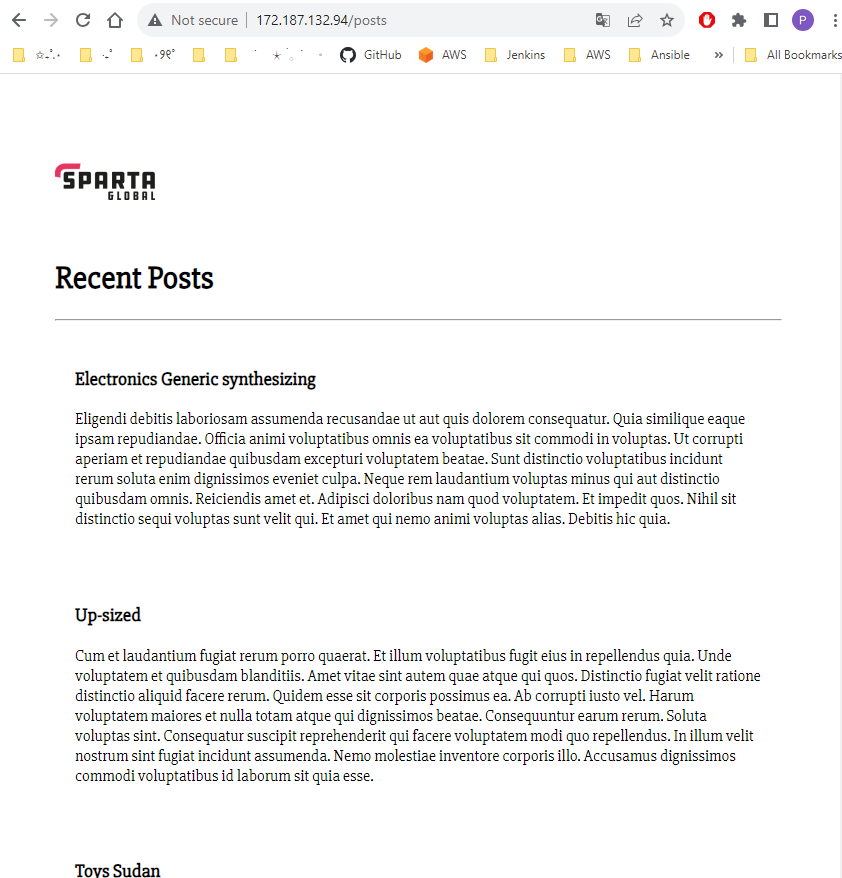 Not secure 172.187.132.94/posts P
GitHub AWS Jenkins AWS Ansible » All Bookmarks
SPARTA
GLOBAL
Recent Posts
Electronics Generic synthesizing
Eligendi debitis laboriosam assumenda recusandae ut aut quis dolorem consequatur. Quia similique eaque
ipsam repudiandae. Officia animi voluptatibus omnis ea voluptatibus sit commodi in voluptas. Ut corrupti
aperiam et repudiandae quibusdam excepturi voluptatem beatae. Sunt distinctio voluptatibus incidunt
rerum soluta enim dignissimos eveniet culpa. Neque rem laudantium voluptas minus qui aut distinctio
quibusdam omnis. Reiciendis amet et. Adipisci doloribus nam quod voluptatem. Et impedit quos. Nihil sit
distinctio sequi voluptas sunt velit qui. Et amet qui nemo animi voluptas alias. Debitis hic quia.
Up-sized
Cum et laudantium fugiat rerum porro quaerat. Et illum voluptatibus fugit eius in repellendus quia. Unde
voluptatem et quibusdam blanditiis. Amet vitae sint autem quae atque qui quos. Distinctio fugiat velit ratione
distinctio aliquid facere rerum. Quidem esse sit corporis possimus ea. Ab corrupti iusto vel. Harum
voluptatem maiores et nulla totam atque qui dignissimos beatae. Consequuntur earum rerum. Soluta
voluptas sint. Consequatur suscipit reprehenderit qui facere voluptatem modi quo repellendus. In illum velit
nostrum sint fugiat incidunt assumenda. Nemo molestiae inventore corporis illo. Accusamus dignissimos
commodi voluptatibus id laborum sit quia esse.
Toys Sudan